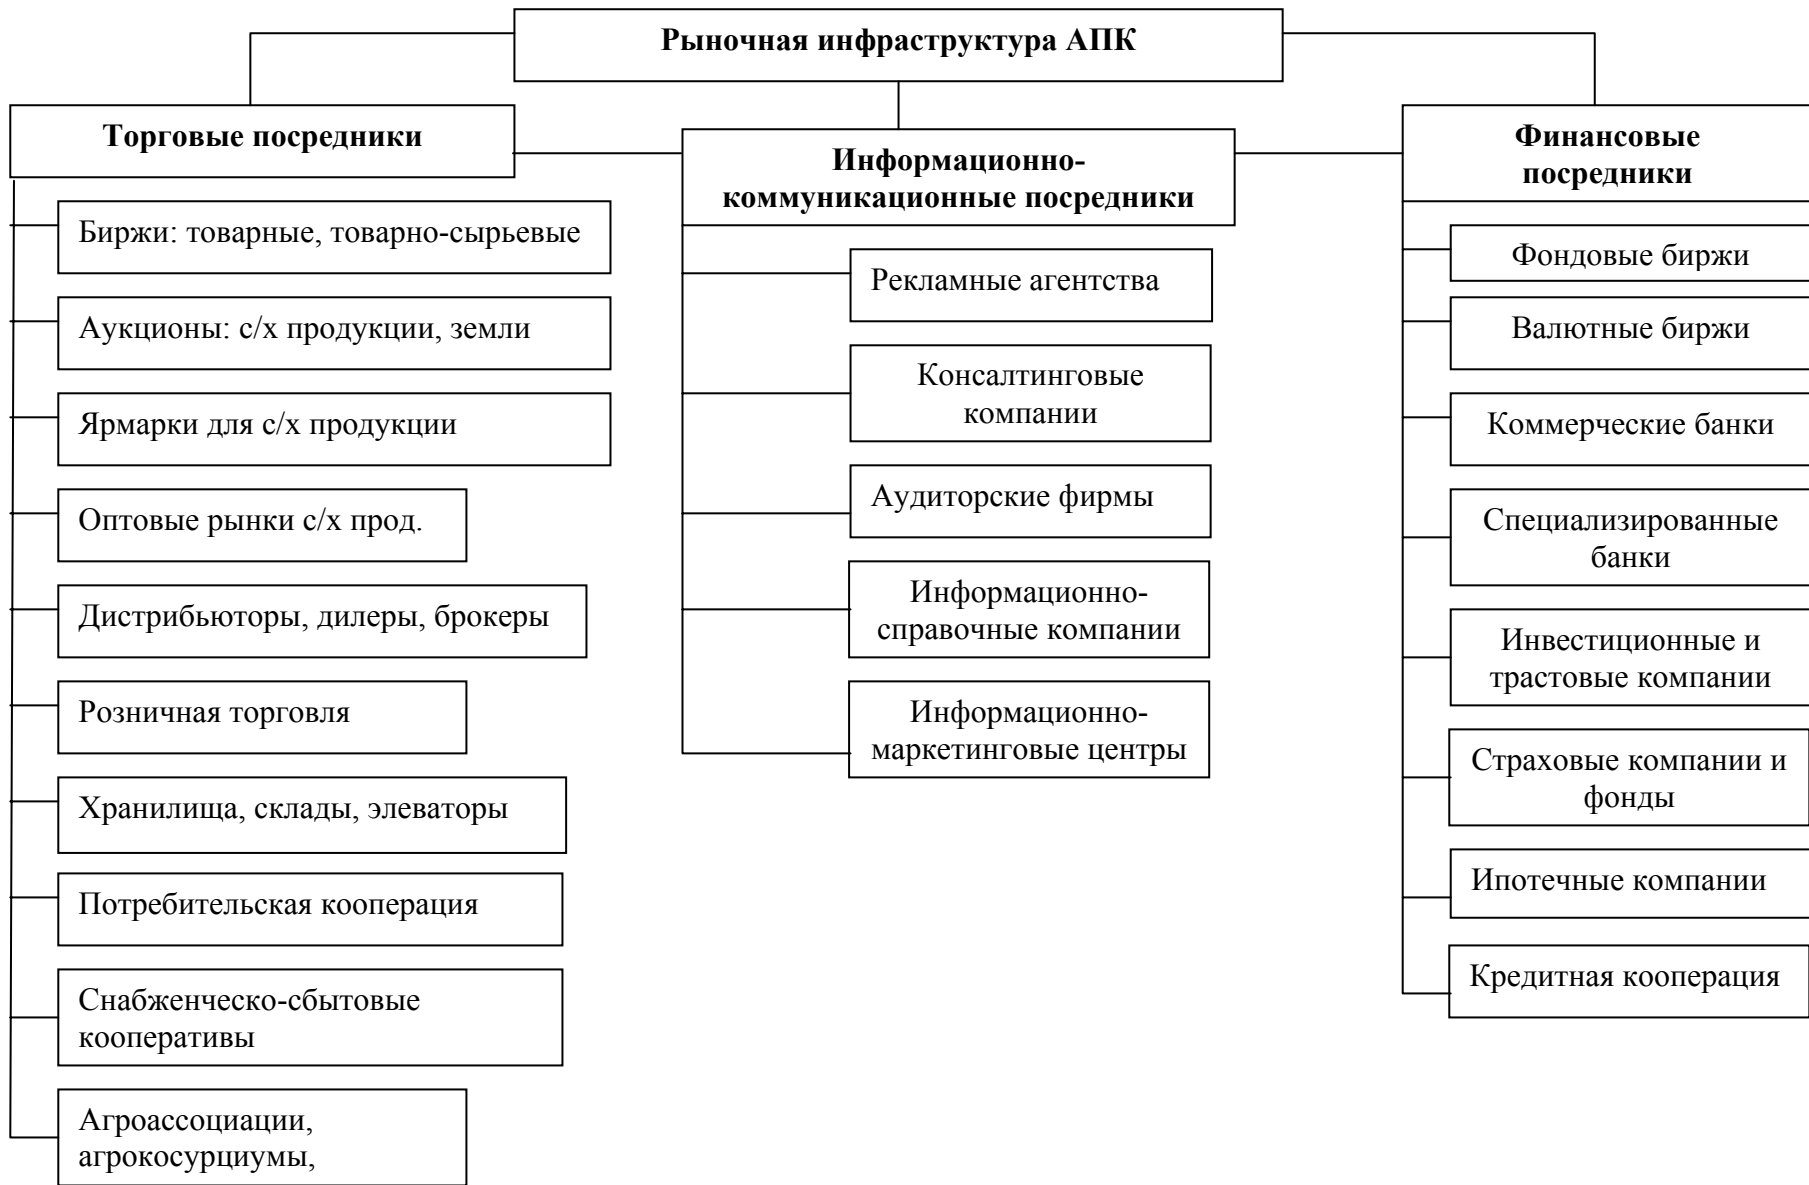 Рыночная инфраструктура АПК
Торговые посредники
Биржи: товарные, товарно-сырьевые
Аукционы: с/х продукции, земли
Ярмарки для с/х продукции
Оптовые рынки с/х прод.
Дистрибьюторы, дилеры, брокеры
Розничная торговля
Хранилища, склады, элеваторы
Потребительская кооперация
Снабженческо-сбытовые
кооперативы
Агроассоциации,
агрокосурциумы,
Информационно-
коммуникационные посредники
Рекламные агентства
Консалтинговые
компании
Аудиторские фирмы
Информационно-
справочные компании
Информационно-
маркетинговые центры
Финансовые
посредники
Фондовые биржи
Валютные биржи
Коммерческие банки
Специализированные
банки
Инвестиционные и
трастовые компании
Страховые компании и
фонды
Ипотечные компании
Кредитная кооперация